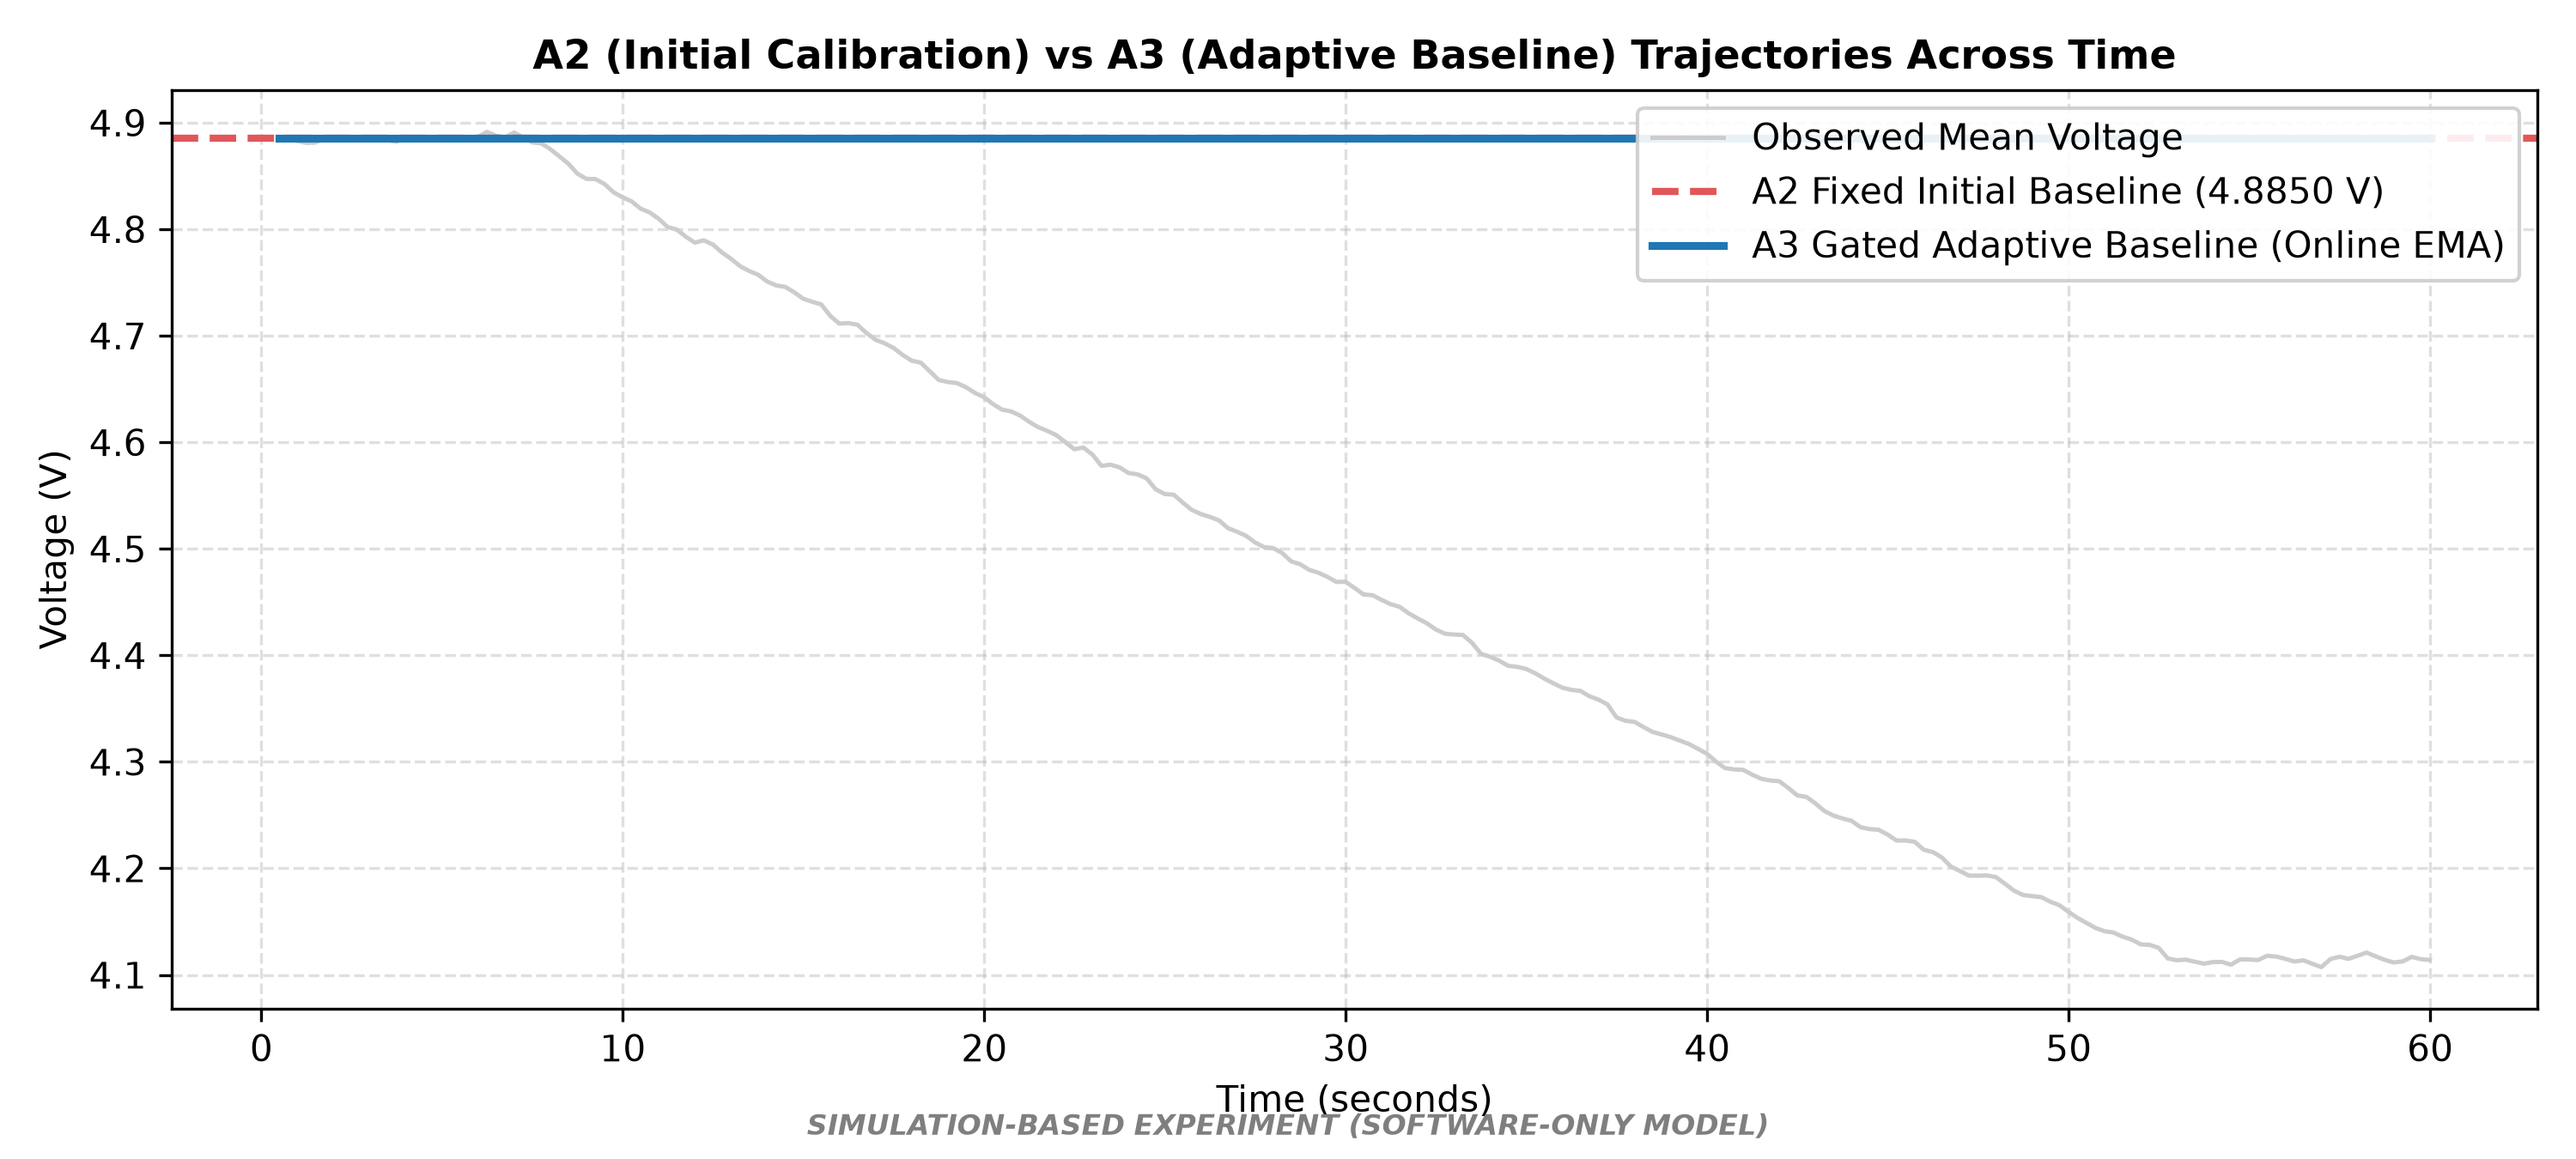 A2 (Initial Calibration) vs A3 (Adaptive Baseline) Trajectories Across Time
Voltage (V)
4.9
4.8
4.7
4.6
4.5
4.4
4.3
4.2
4.1
Observed Mean Voltage
A2 Fixed Initial Baseline (4.8850 V)
A3 Gated Adaptive Baseline (Online EMA)
0 10 20 30 40 50 60
Time (seconds)
SIMULATION-BASED EXPERIMENT (SOFTWARE-ONLY MODEL)